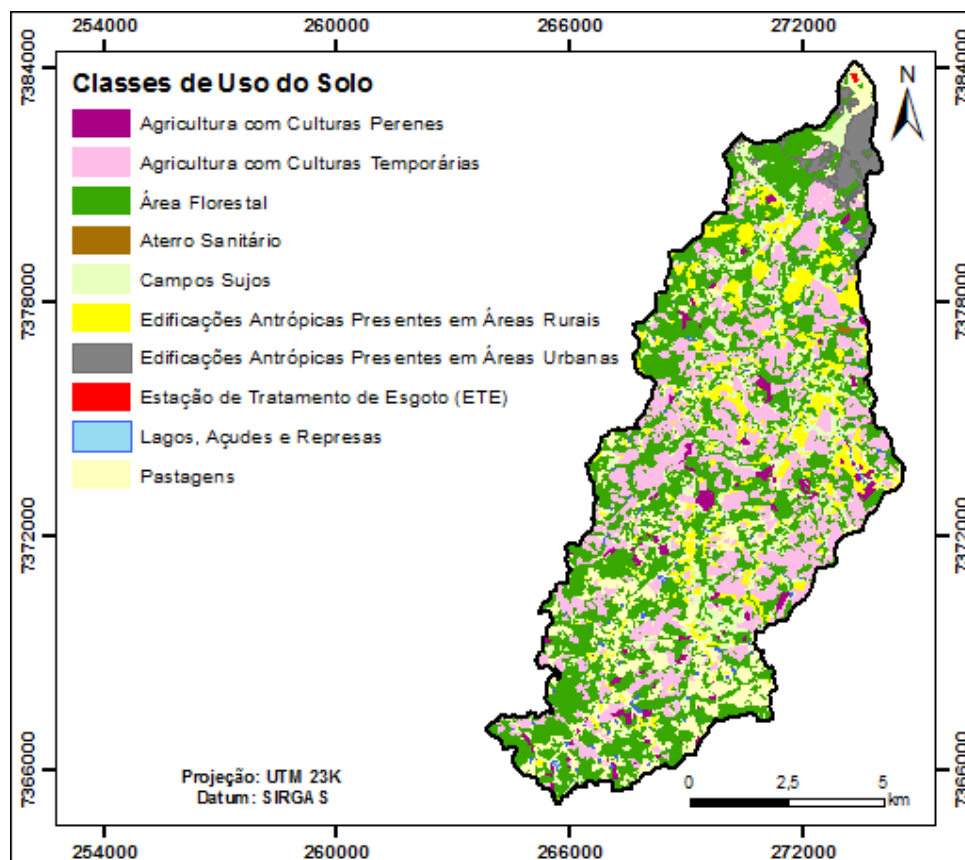 254000 260000 266000 272000
7384000 7384000
Classes de Uso do Solo
N
Agricultura com Culturas Perenes
Agricultura com Culturas Temporárias
Área Florestal
Aterro Sanitário
Campos Sujos
7378000 7378000
Edificações Antrópicas Presentes em Áreas Rurais
Edificações Antrópicas Presentes em Áreas Urbanas
Estação de Tratamento de Esgoto (ETE)
Lagos, Açudes e Represas
Pastagens
7372000 7372000
7366000 7366000
Projeção: UTM 23K
Datum: SIRGAS
0 2,5 5
km
254000 260000 266000 272000